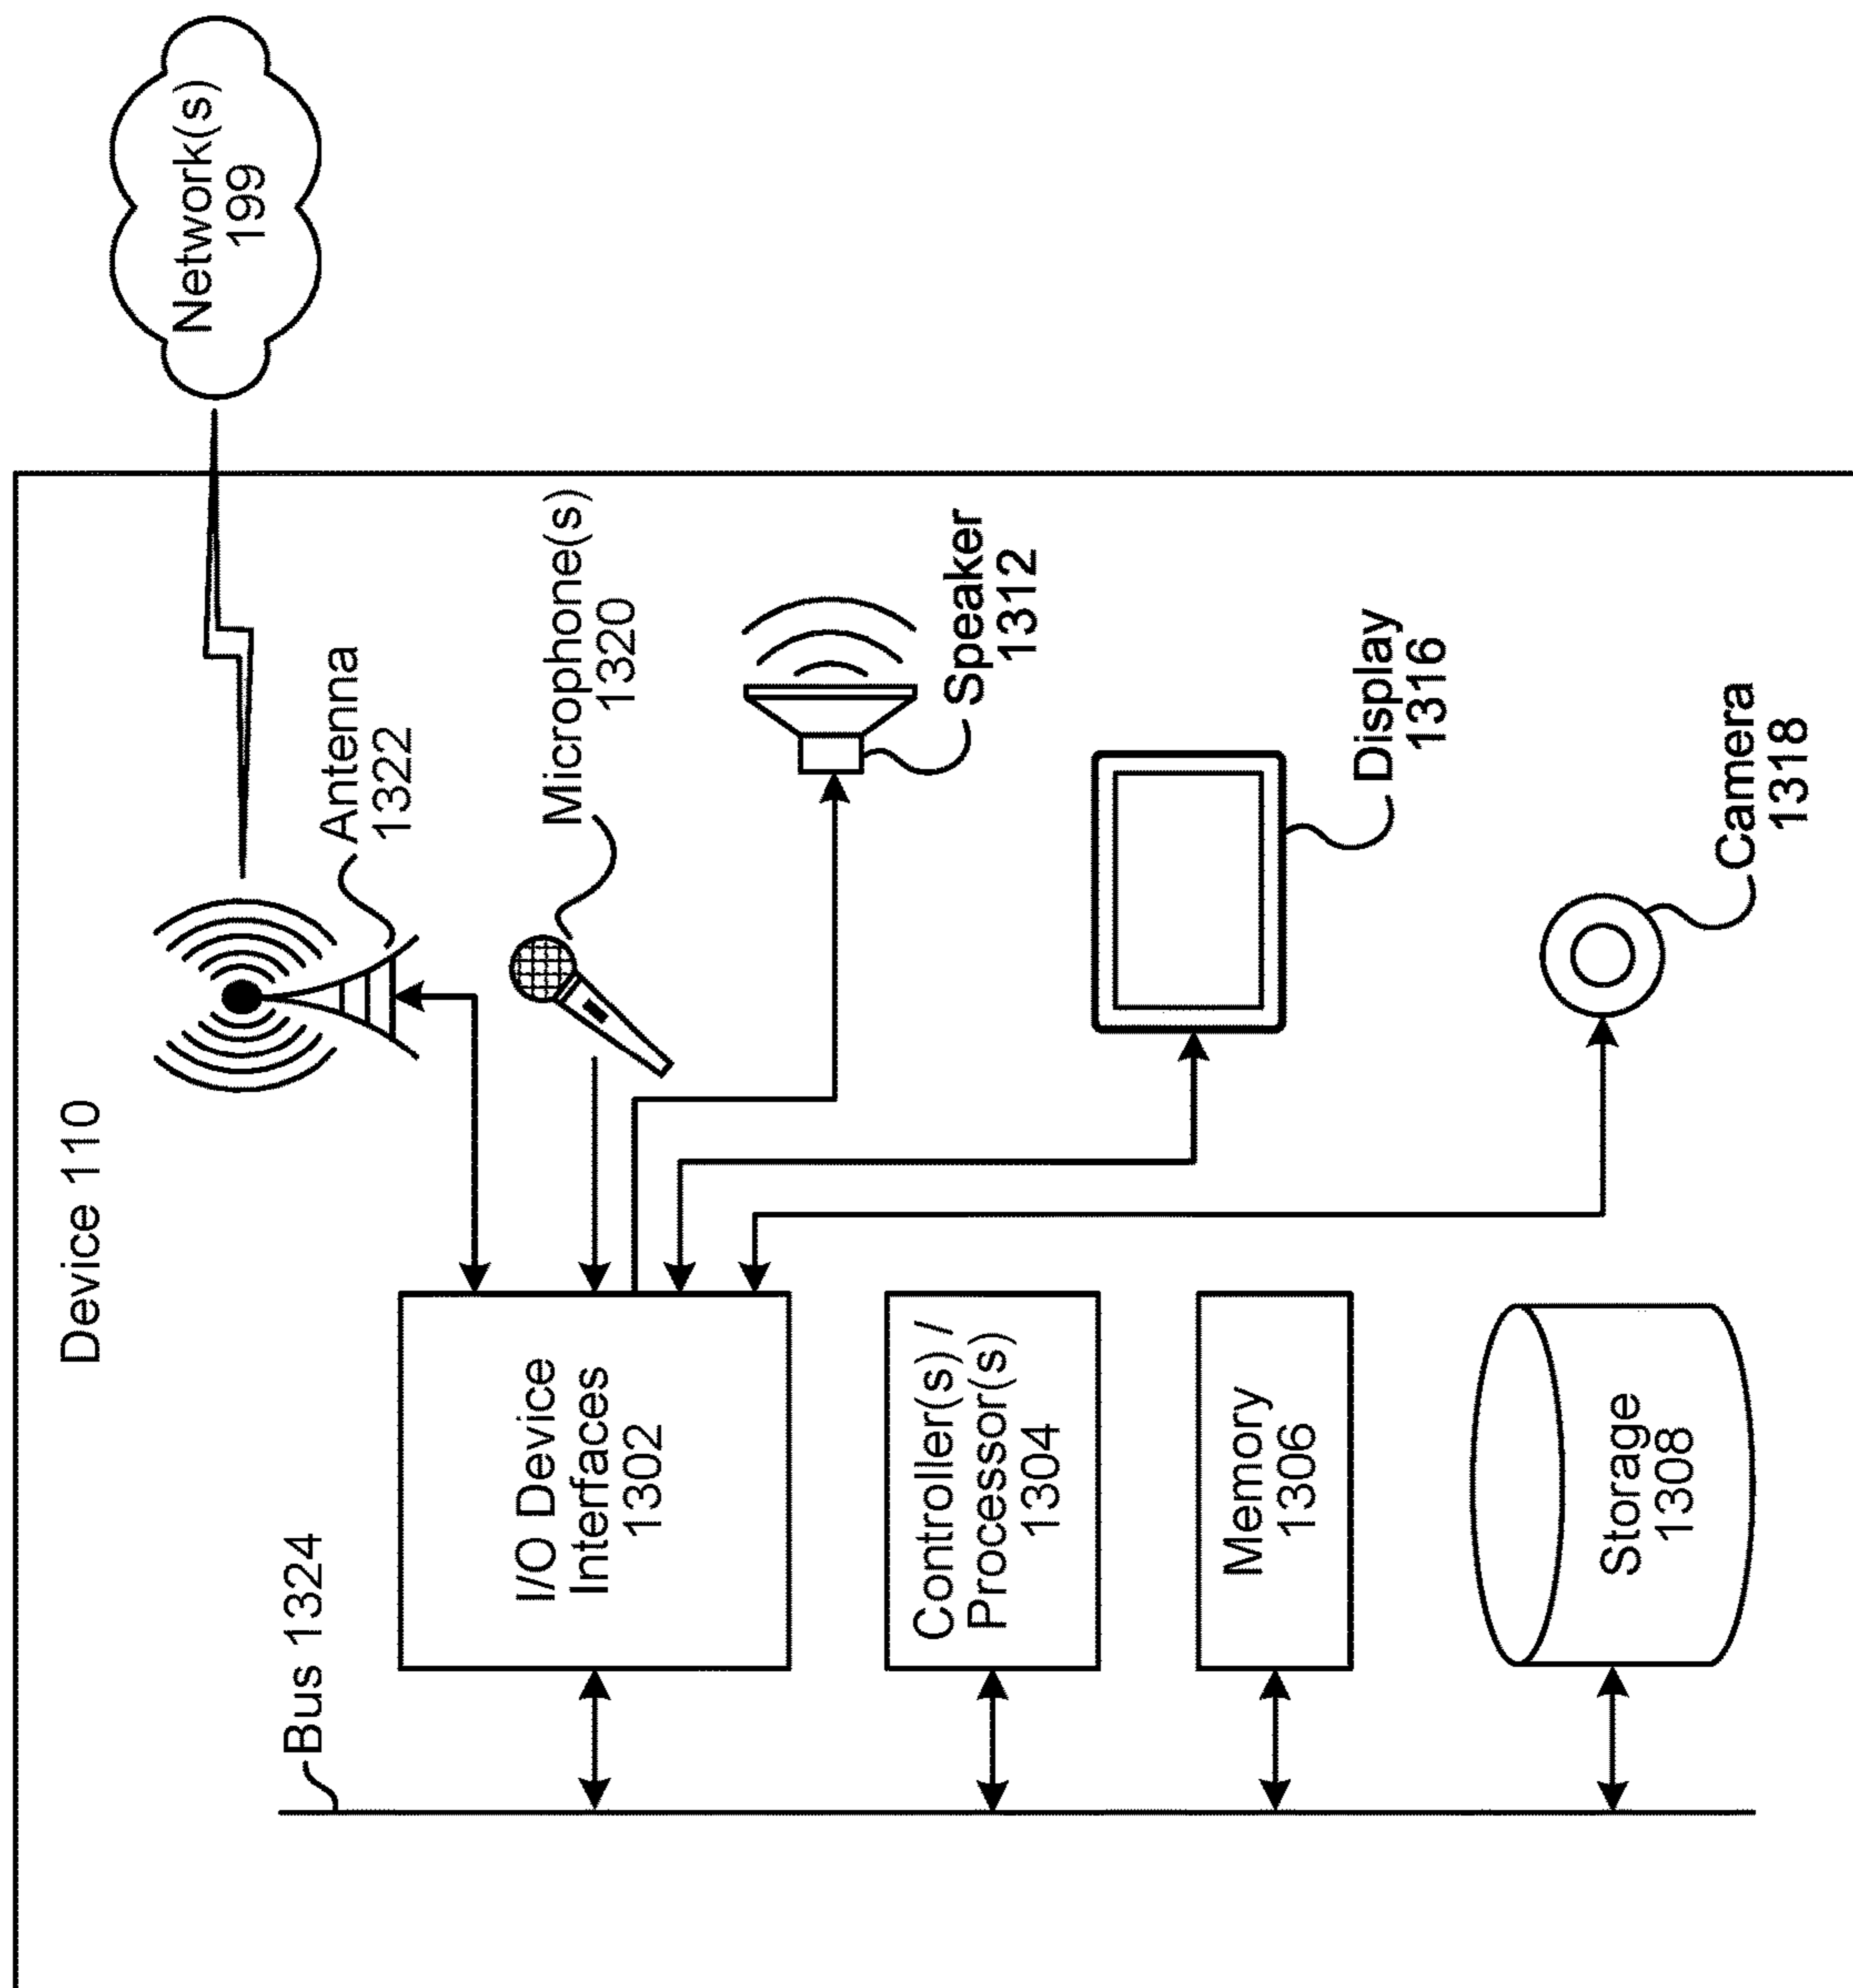 Device 110
Network(s)
199
Antenna
1322
Bus 1324
Microphone(s)
1320
I/O Device
Interfaces
1302
Speaker
1312
Controller(s) /
Processor(s)
1304
Display
1316
Memory
1306
Camera
1318
Storage
1308